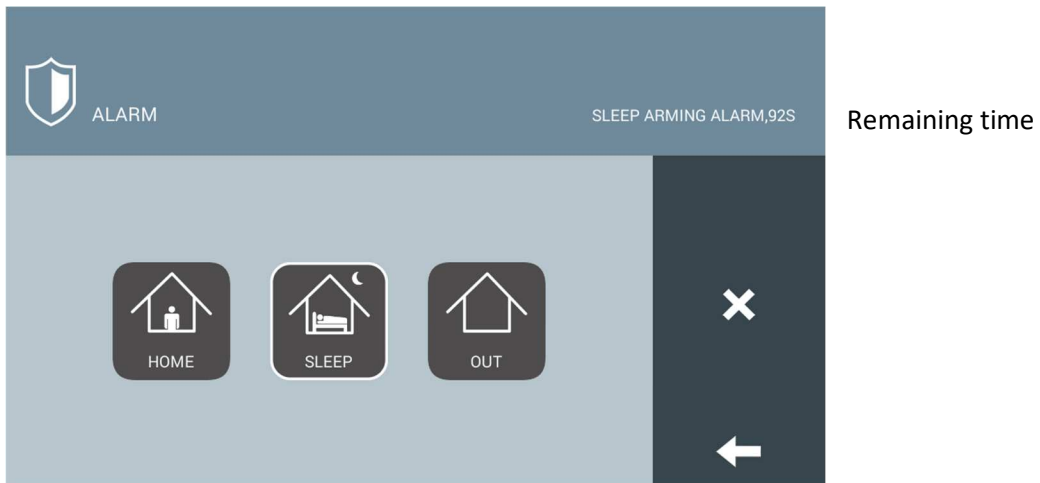 ALARM
SLEEP ARMING ALARM,92S
Remaining time
HOME
SLEEP
OUT